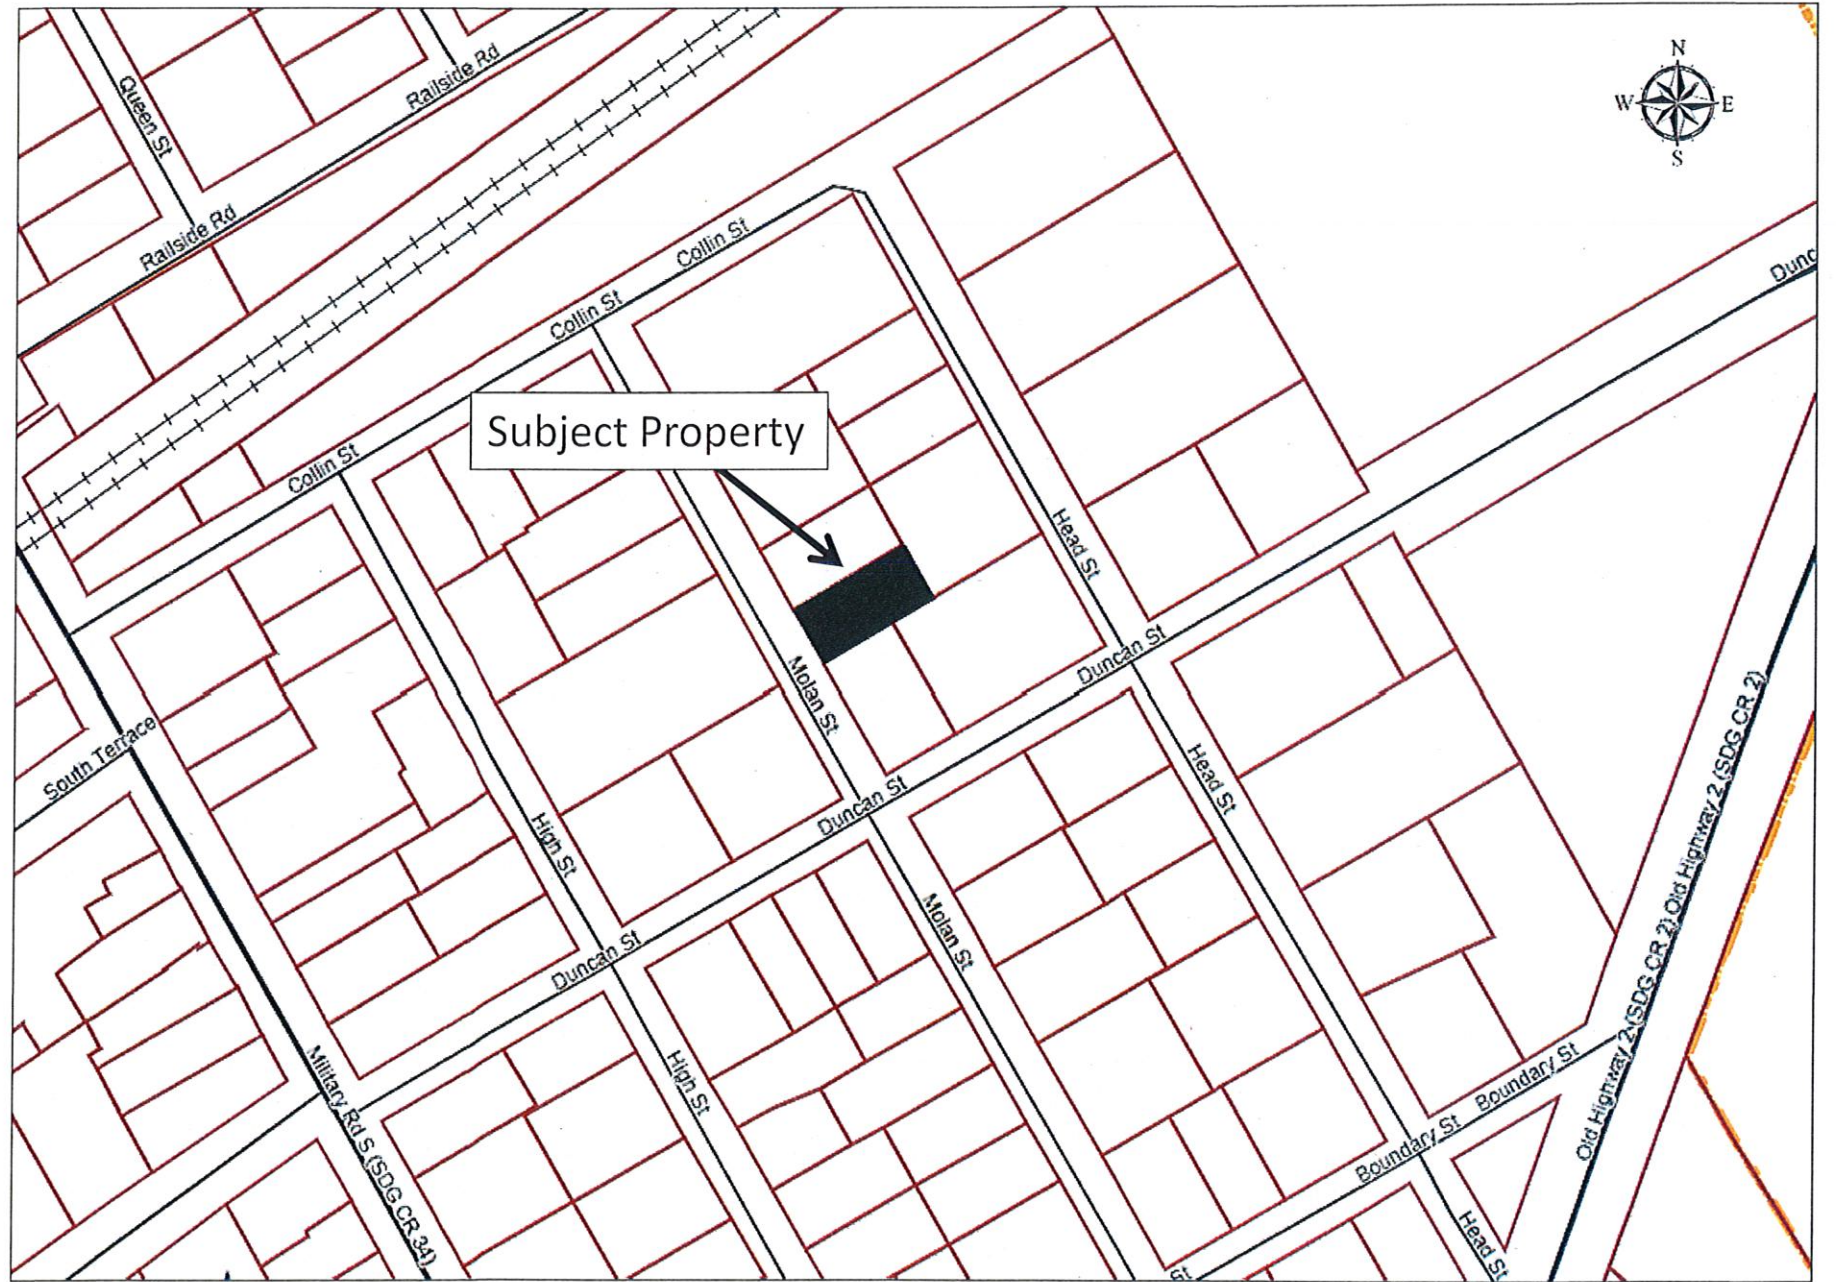 N
W E
S
Queen St
Railside Rd
Railside Rd
Dunc
Collin St
Collin St
Subject Property
Collin St
Head St
Duncan St
Molan St
South Terrace
Head St
Duncan St
High St
Old Highway 2 (SDG CR 2) Old Highway 2 (SDG CR 2)
Molan St
Duncan St
High St
Military Rd S (SDG CR 34)
Boundary St
Boundary St
Head St
St